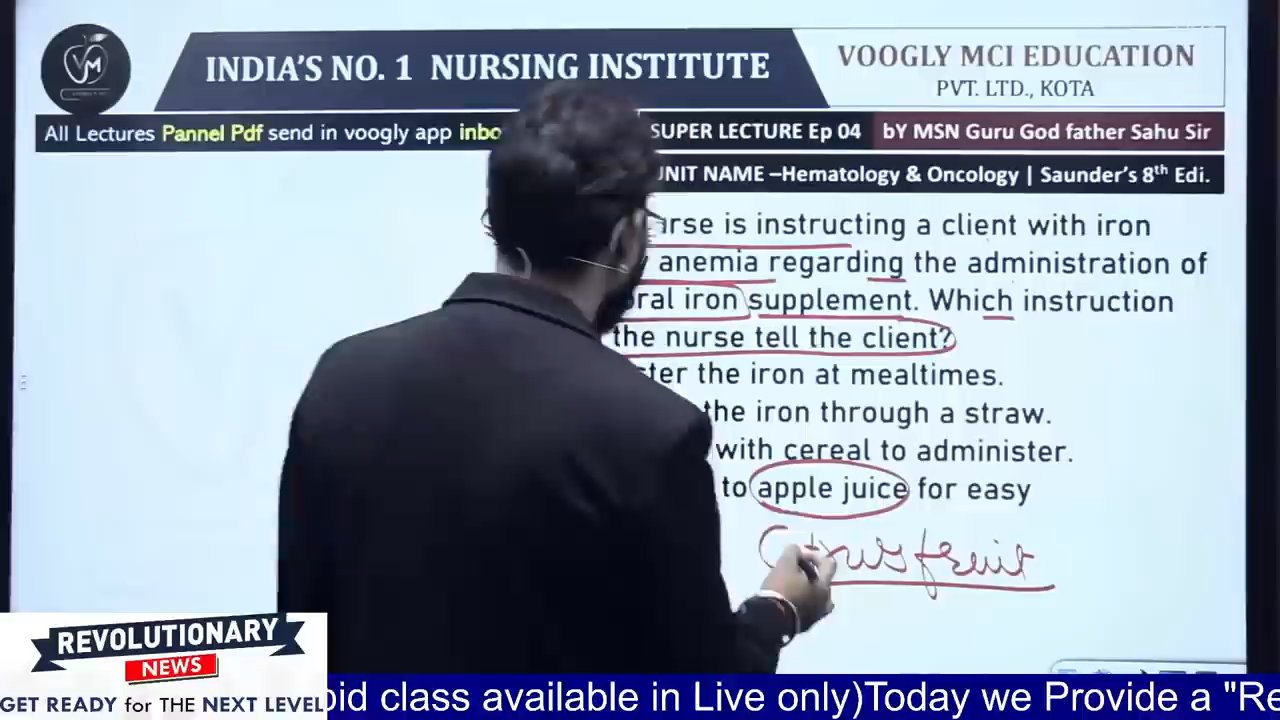 VM
INDIA'S NO. 1 NURSING INSTITUTE
VOOGLY MCI EDUCATION
PVT. LTD., KOTA
All Lectures Pannel Pdf send in voogly app inbo
SUPER LECTURE Ep 04 bY MSN Guru God father Sahu Sir
NAME –Hematology & Oncology | Saunder's 8th Edi.
is instructing a client with iron
anemia regarding the administration of
iron supplement. Which instruction
the nurse tell the client?
the iron at mealtimes.
the iron through a straw.
with cereal to administer.
to apple juice for easy
Citrus fruit
REVOLUTIONARY
NEWS
GET READY for THE NEXT LEVEL
class available in Live only)Today we Provide a "Re